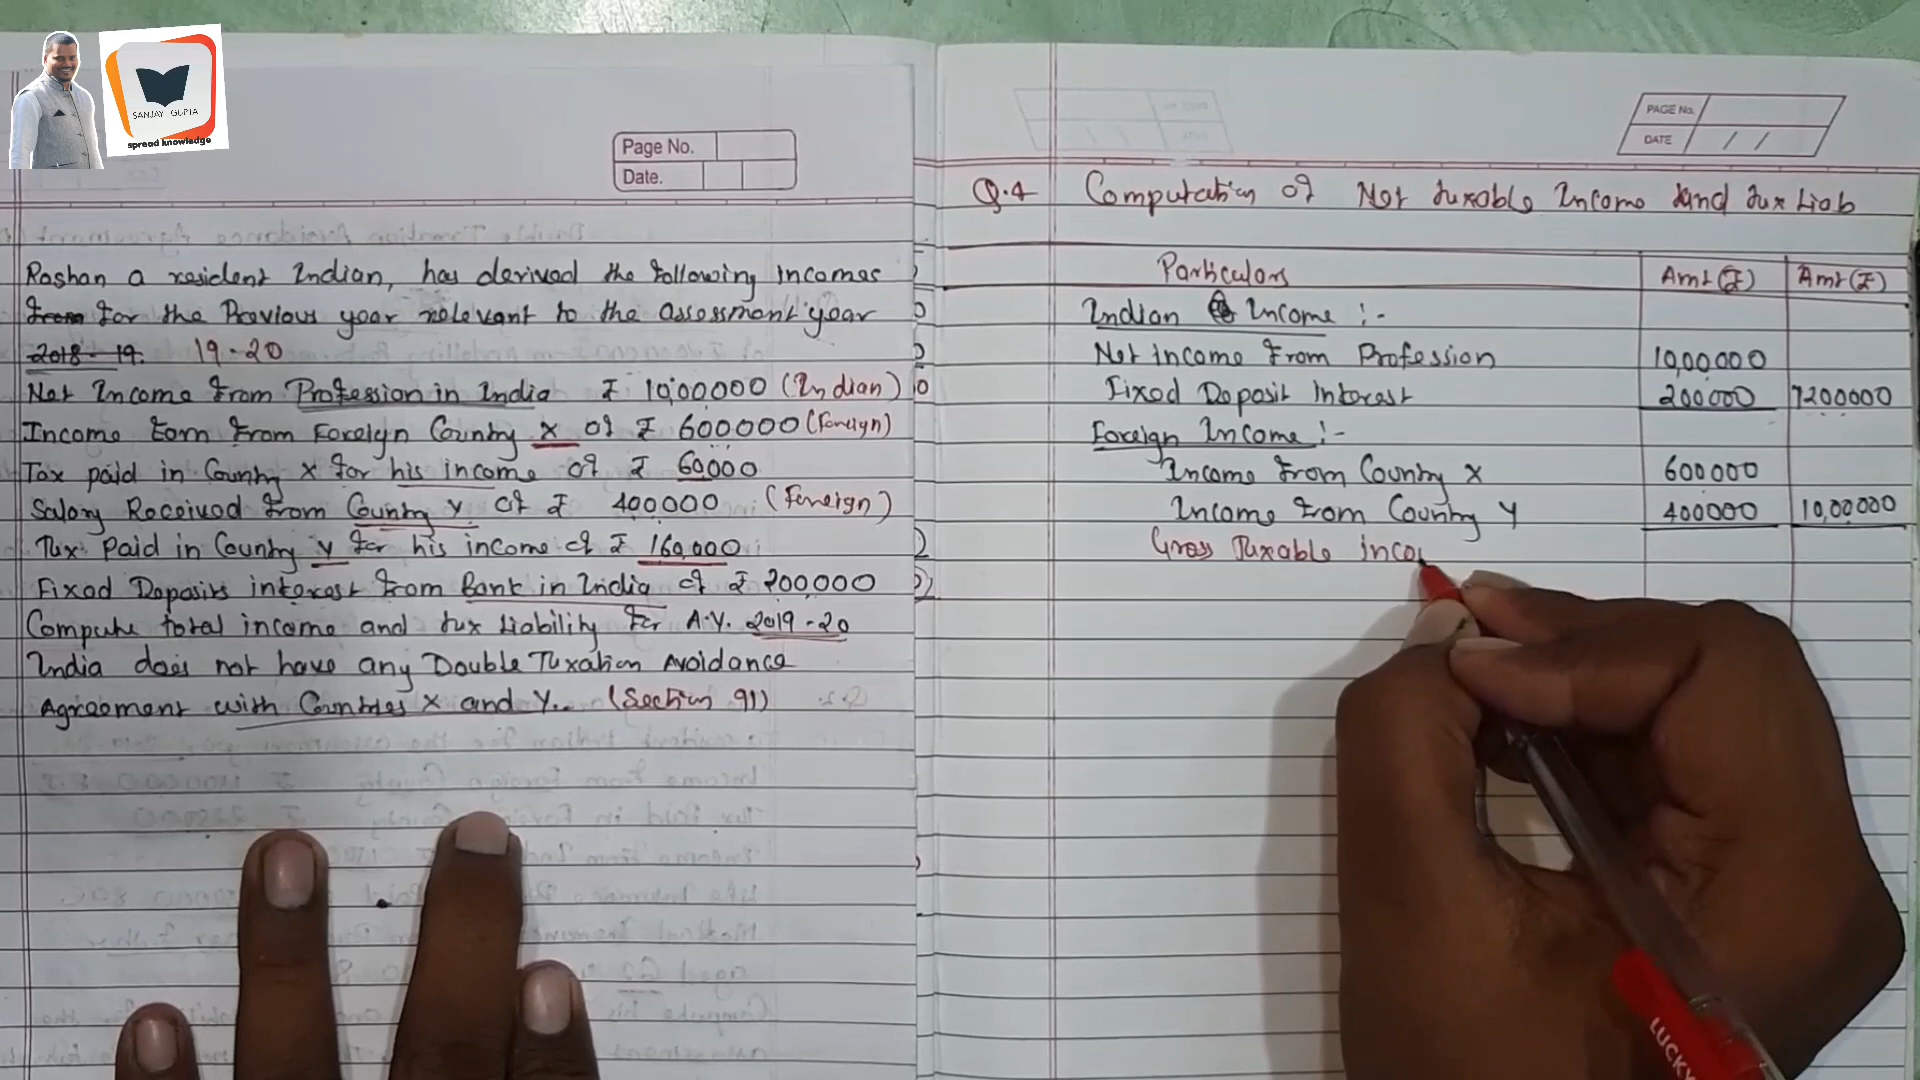 SANJAY GUPTA
spread knowledge
Page No.
Date.
Roshan a resident Indian, has derived the following incomes
from for the Previous year relevant to the assessment year
2018-19. 19-20
Net Income from Profession in India ₹ 10,00000 (Indian)
Income from Foreign Country X of ₹ 600000 (Foreign)
Tax paid in Country X for his income of ₹ 60000
Salary Received from Country Y of ₹ 400000 (Foreign)
Tax Paid in Country Y for his income of ₹ 160,000
Fixed Deposits interest from Bank in India of ₹ 200000
Compute total income and tax liability for A.Y. 2019-20
India does not have any Double Taxation Avoidance
Agreement with Countries X and Y.. (Section 91)
PAGE No.
DATE / /
Q.4 Computation of Net taxable Income and tax Liab
Particulars Amt (₹) Amt (₹)
Indian Income :-
Net income from Profession 10,00000
Fixed Deposit Interest 200000 1200000
Foreign Income :-
Income from Country X 600000
Income from Country Y 400000 10,00000
Gross Taxable inco
LUCKY